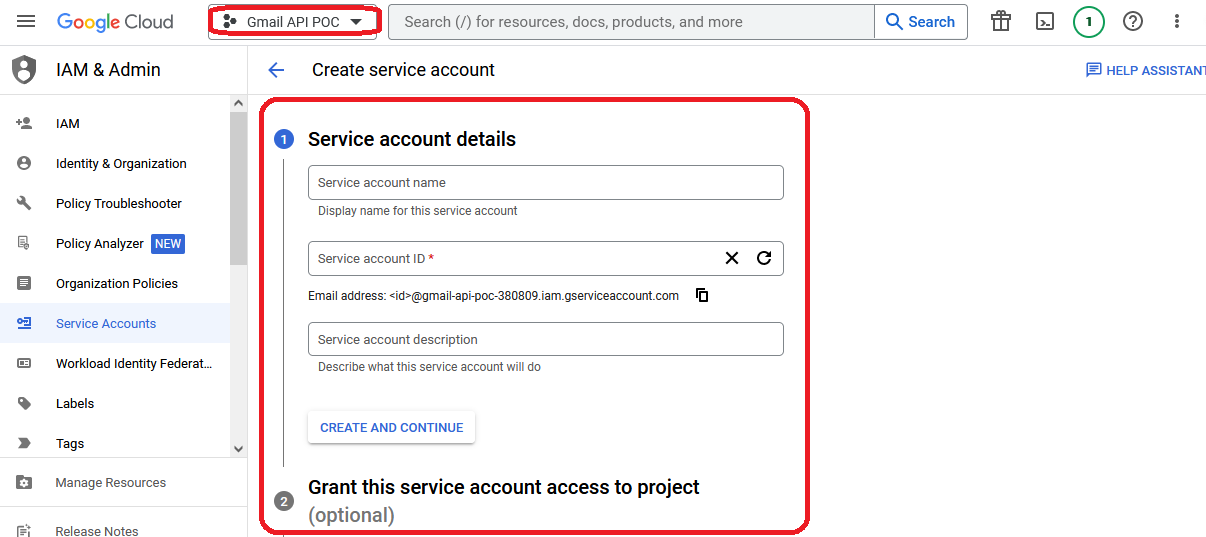 Google Cloud
Gmail API POC
Search (/) for resources, docs, products, and more
Search
1
IAM & Admin
Create service account
HELP ASSISTANT
IAM
Identity & Organization
Policy Troubleshooter
Policy Analyzer NEW
Organization Policies
Service Accounts
Workload Identity Federat...
Labels
Tags
Manage Resources
Release Notes
1 Service account details
Service account name
Display name for this service account
Service account ID *
Email address: <id>@gmail-api-poc-380809.iam.gserviceaccount.com
Service account description
Describe what this service account will do
CREATE AND CONTINUE
2 Grant this service account access to project
(optional)